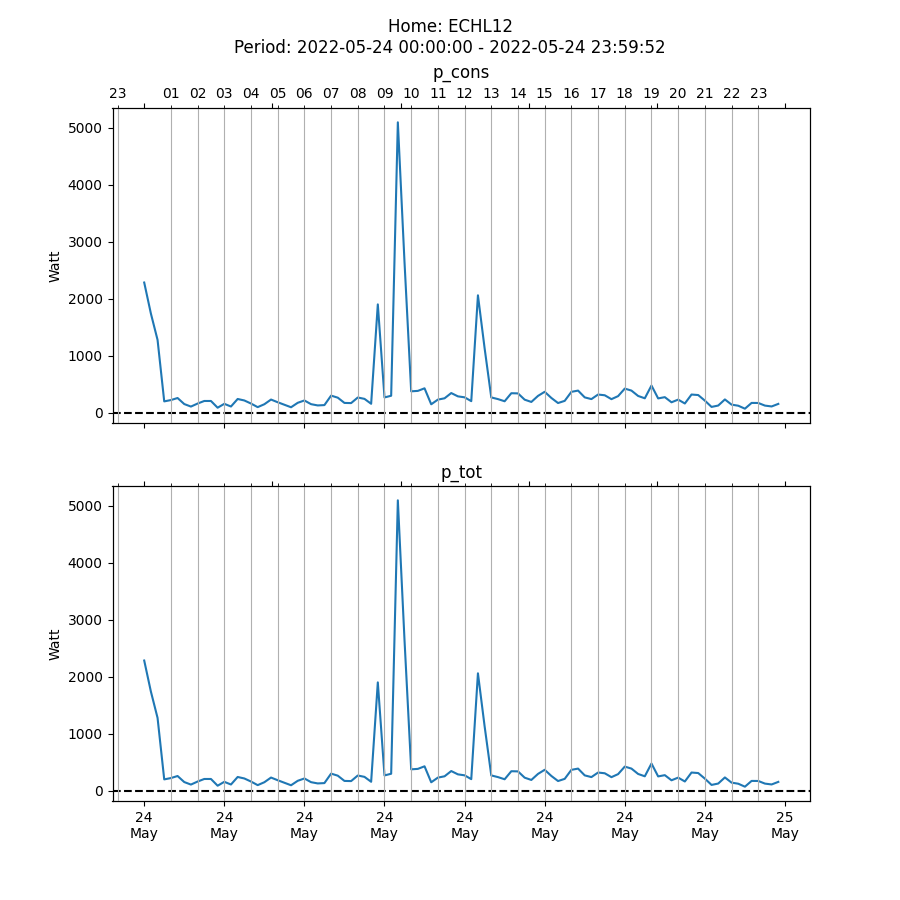 Home: ECHL12
Period: 2022-05-24 00:00:00 - 2022-05-24 23:59:52
p_cons
23 01 02 03 04 05 06 07 08 09 10 11 12 13 14 15 16 17 18 19 20 21 22 23
5000
4000
3000
2000
1000
0
Watt
p_tot
5000
4000
3000
2000
1000
0
Watt
24 24 24 24 24 24 24 24 25
May May May May May May May May May